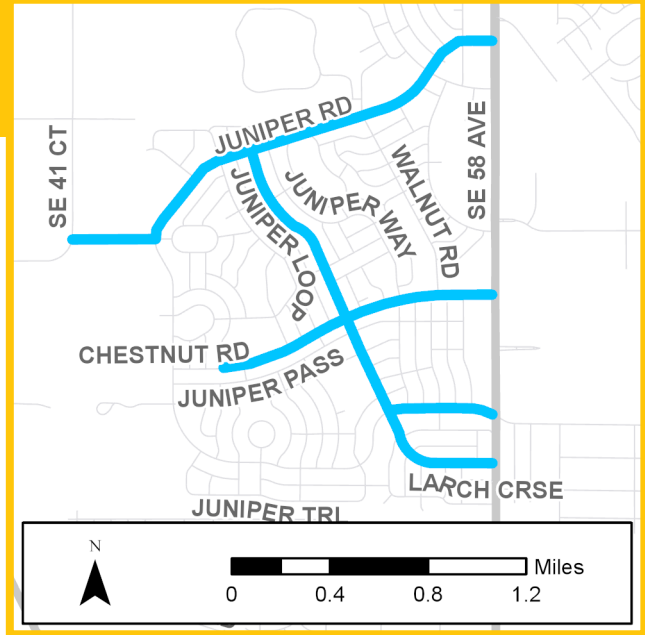 JUNIPER RD
SE 41 CT
SE 58 AVE
WALNUT RD
JUNIPER WAY
JUNIPER LOOP
CHESTNUT RD
JUNIPER PASS
LARCH CRSE
JUNIPER TRL
N
Miles
0 0.4 0.8 1.2